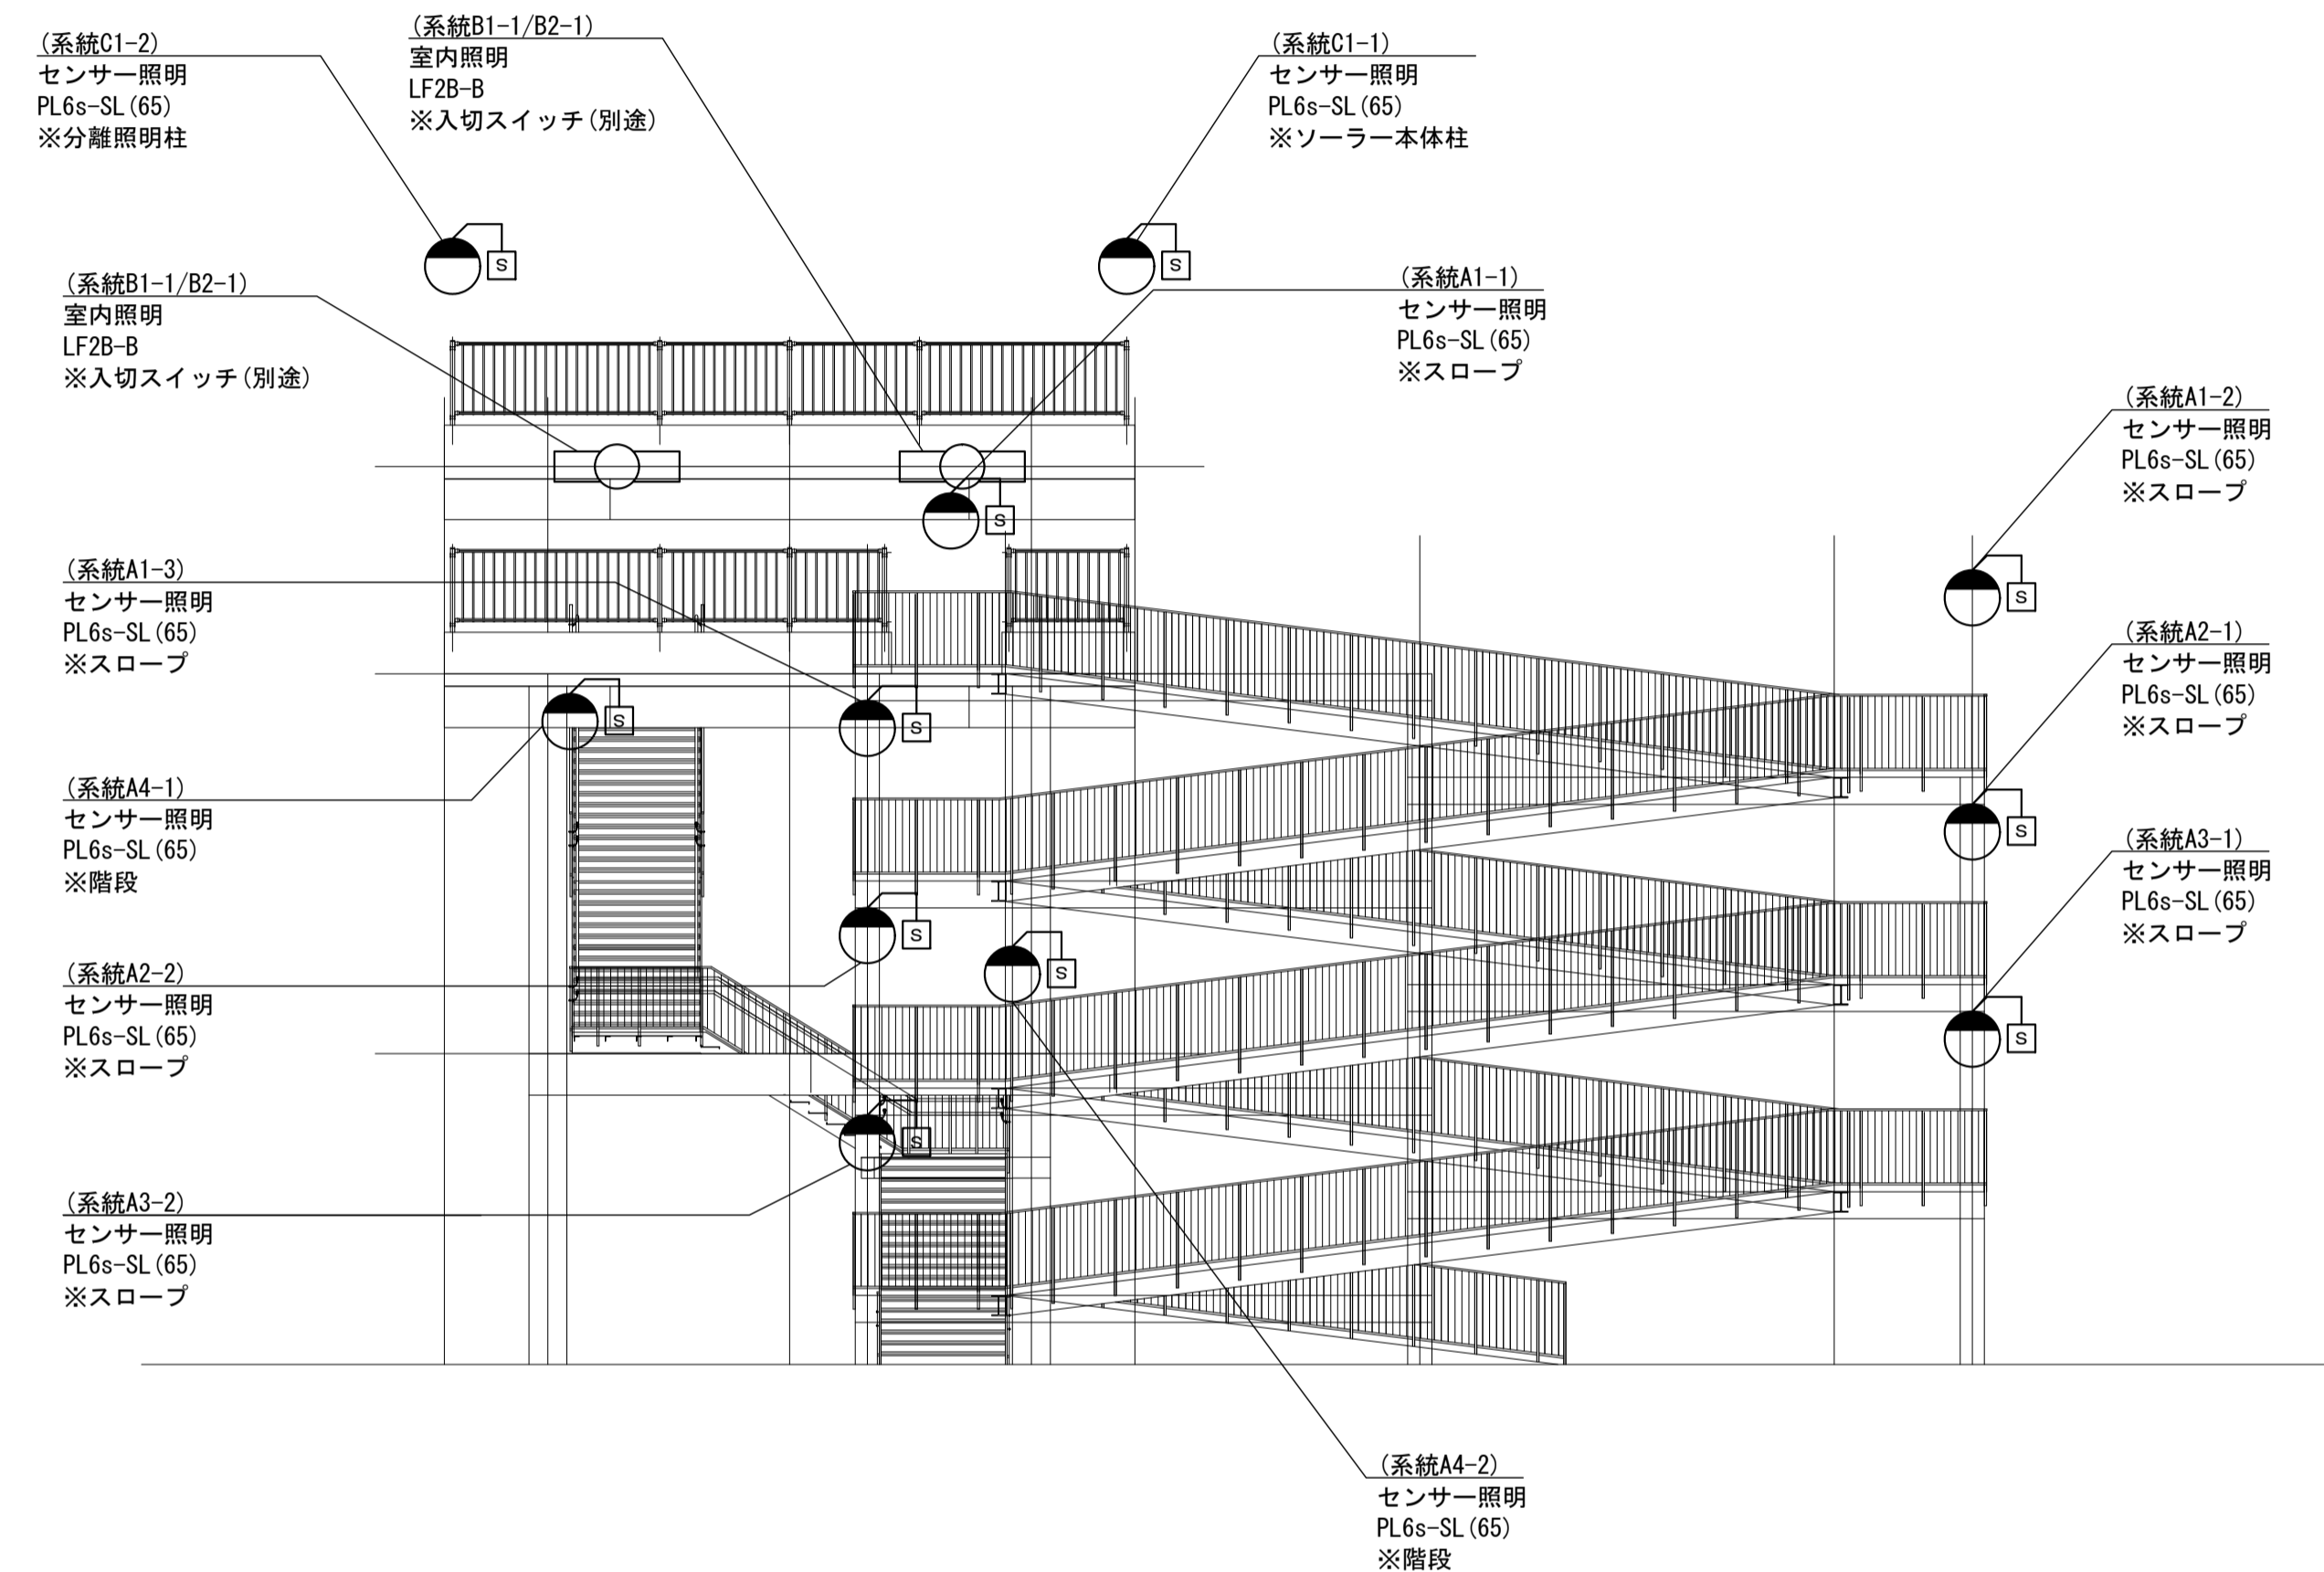 (系統C1-2)
センサー照明
PL6s-SL(65)
※分離照明柱
(系統B1-1/B2-1)
室内照明
LF2B-B
※入切スイッチ(別途)
(系統C1-1)
センサー照明
PL6s-SL(65)
※ソーラー本体柱
S
S
(系統B1-1/B2-1)
室内照明
LF2B-B
※入切スイッチ(別途)
(系統A1-1)
センサー照明
PL6s-SL(65)
※スロープ
S
(系統A1-2)
センサー照明
PL6s-SL(65)
※スロープ
S
(系統A1-3)
センサー照明
PL6s-SL(65)
※スロープ
S
S
(系統A2-1)
センサー照明
PL6s-SL(65)
※スロープ
S
(系統A4-1)
センサー照明
PL6s-SL(65)
※階段
(系統A3-1)
センサー照明
PL6s-SL(65)
※スロープ
S
S
S
(系統A2-2)
センサー照明
PL6s-SL(65)
※スロープ
S
(系統A3-2)
センサー照明
PL6s-SL(65)
※スロープ
(系統A4-2)
センサー照明
PL6s-SL(65)
※階段